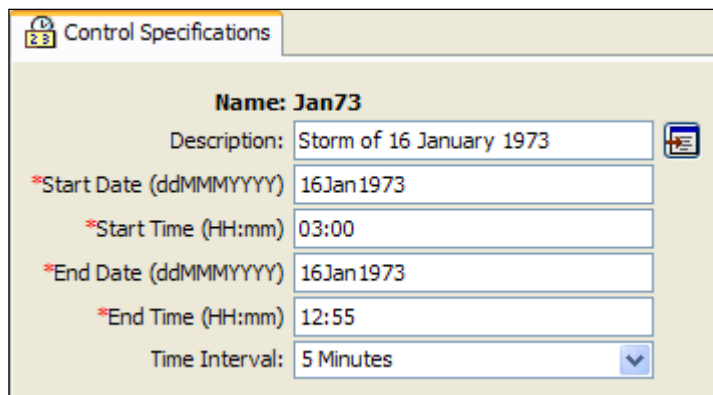 Control Specifications
Name: Jan73
Description: Storm of 16 January 1973
*Start Date (ddMMMYYYY) 16Jan1973
*Start Time (HH:mm) 03:00
*End Date (ddMMMYYYY) 16Jan1973
*End Time (HH:mm) 12:55
Time Interval: 5 Minutes